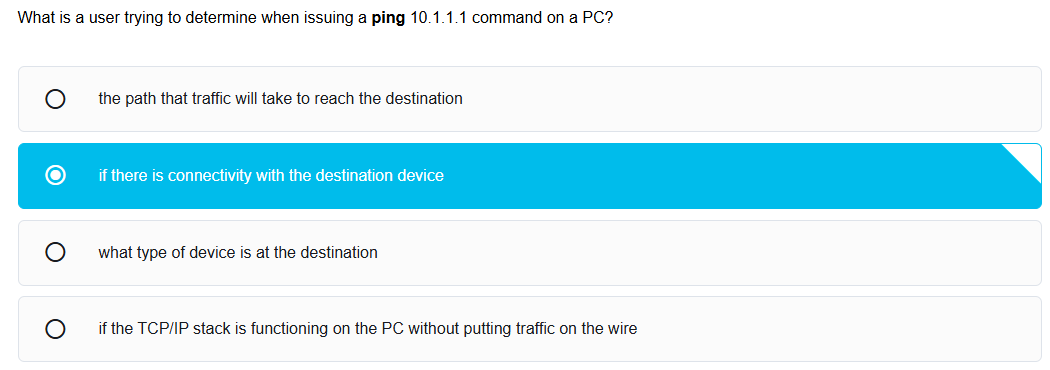 What is a user trying to determine when issuing a ping 10.1.1.1 command on a PC?
the path that traffic will take to reach the destination
if there is connectivity with the destination device
what type of device is at the destination
if the TCP/IP stack is functioning on the PC without putting traffic on the wire